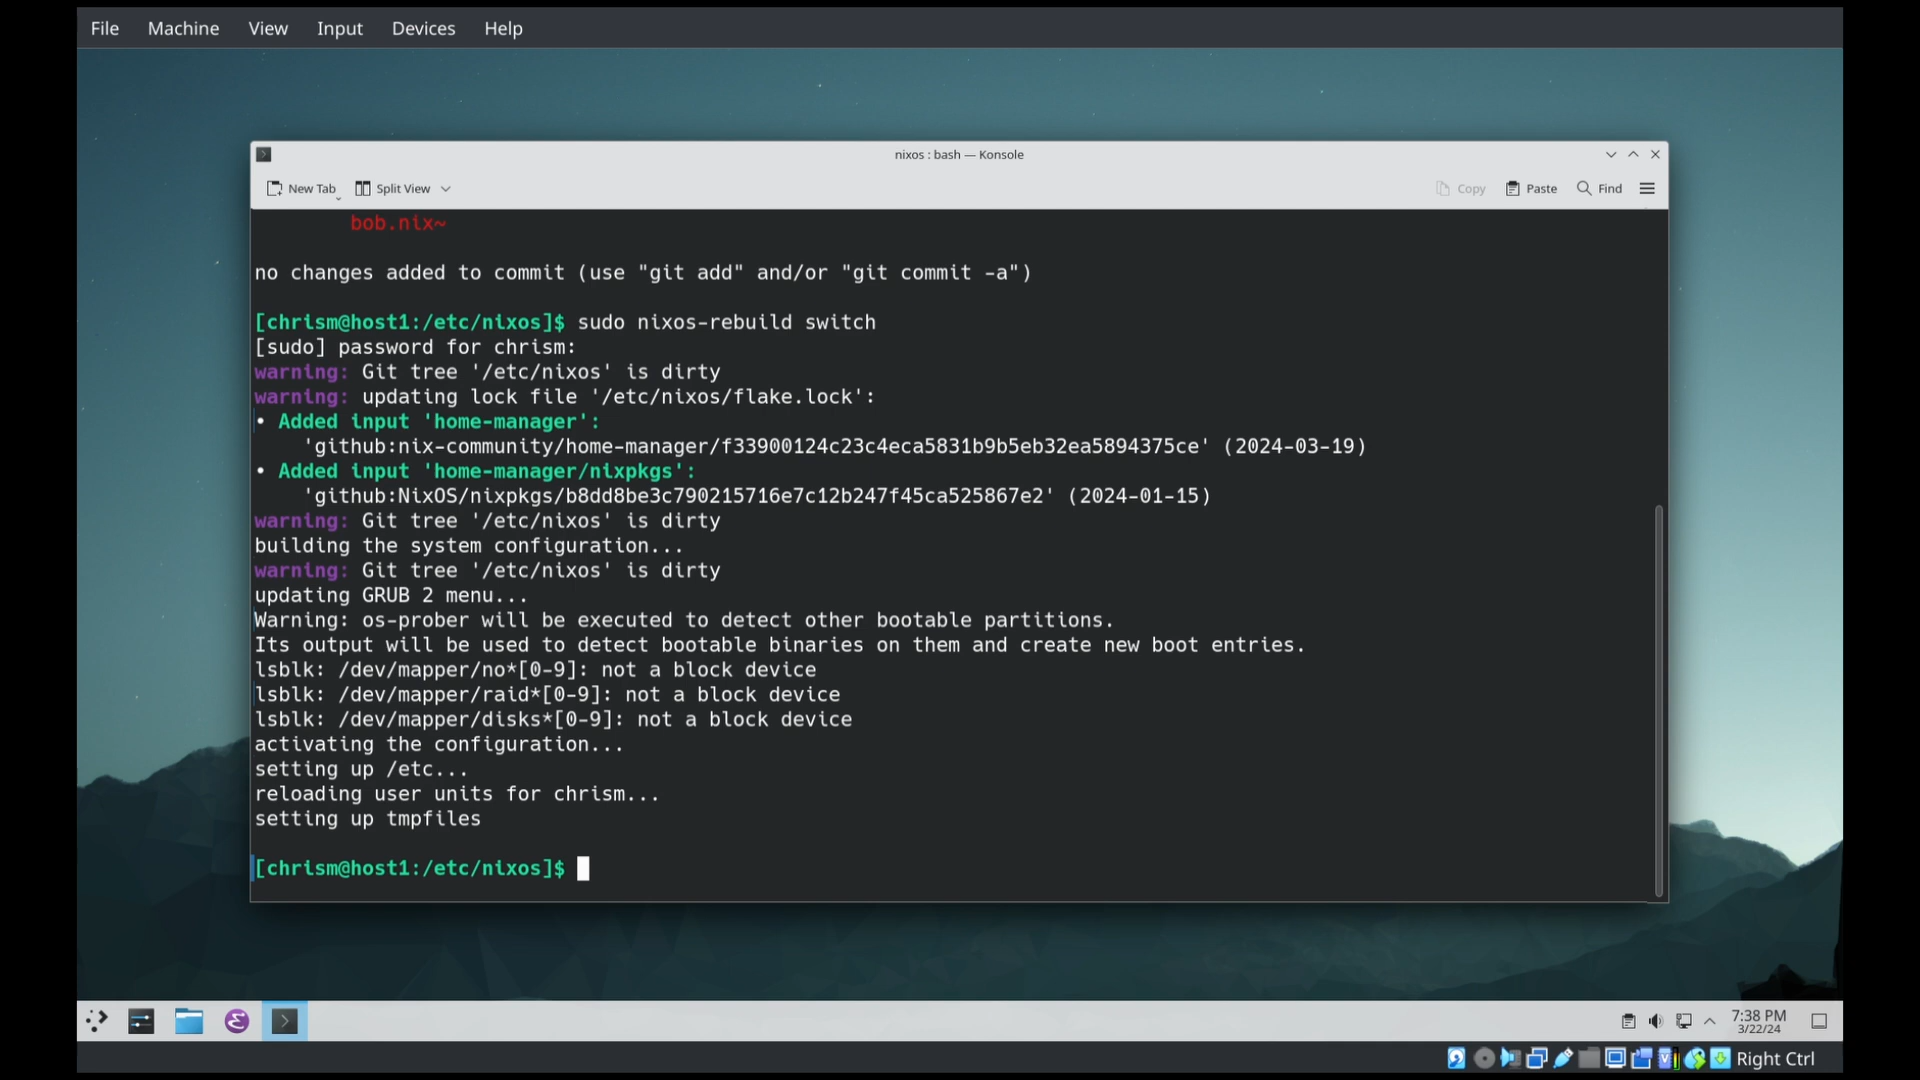 File Machine View Input Devices Help
nixos : bash — Konsole
New Tab Split View Copy Paste Find
bob.nix~
no changes added to commit (use "git add" and/or "git commit -a")
[chrism@host1:/etc/nixos]$ sudo nixos-rebuild switch
[sudo] password for chrism:
warning: Git tree '/etc/nixos' is dirty
warning: updating lock file '/etc/nixos/flake.lock':
• Added input 'home-manager':
'github:nix-community/home-manager/f33900124c23c4eca5831b9b5eb32ea5894375ce' (2024-03-19)
• Added input 'home-manager/nixpkgs':
'github:NixOS/nixpkgs/b8dd8be3c790215716e7c12b247f45ca525867e2' (2024-01-15)
warning: Git tree '/etc/nixos' is dirty
building the system configuration...
warning: Git tree '/etc/nixos' is dirty
updating GRUB 2 menu...
Warning: os-prober will be executed to detect other bootable partitions.
Its output will be used to detect bootable binaries on them and create new boot entries.
lsblk: /dev/mapper/no*[0-9]: not a block device
lsblk: /dev/mapper/raid*[0-9]: not a block device
lsblk: /dev/mapper/disks*[0-9]: not a block device
activating the configuration...
setting up /etc...
reloading user units for chrism...
setting up tmpfiles
[chrism@host1:/etc/nixos]$
7:38 PM
3/22/24
Right Ctrl